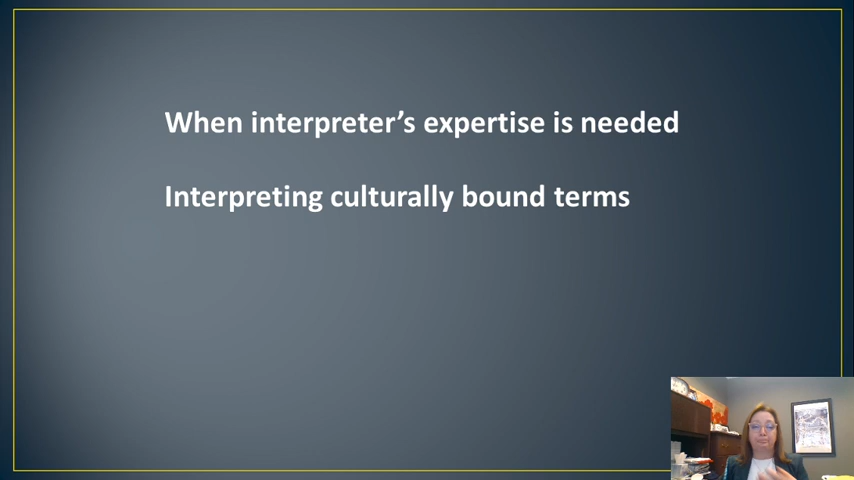 When interpreter’s expertise is needed
Interpreting culturally bound terms